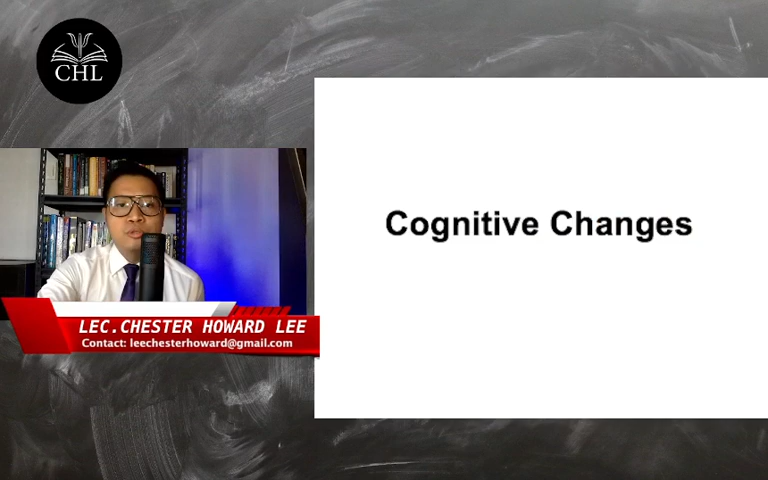 CHL
Cognitive Changes
LEC.CHESTER HOWARD LEE
Contact: leechesterhoward@gmail.com